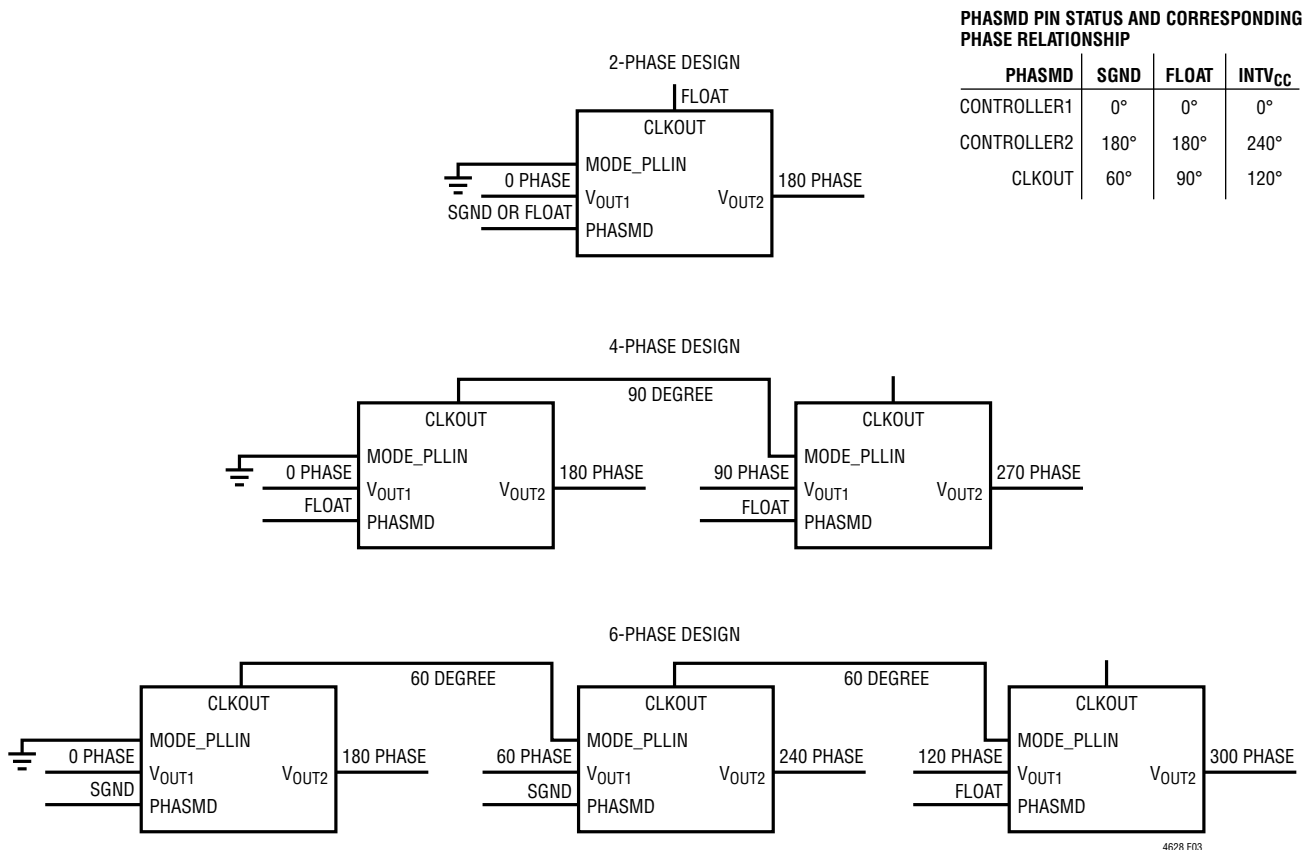 PHASMD PIN STATUS AND CORRESPONDING
PHASE RELATIONSHIP
PHASMD SGND FLOAT INTVCC
CONTROLLER1 0° 0° 0°
CONTROLLER2 180° 180° 240°
CLKOUT 60° 90° 120°
2-PHASE DESIGN
FLOAT
CLKOUT
MODE_PLLIN
0 PHASE
180 PHASE
VOUT1
VOUT2
SGND OR FLOAT
PHASMD
4-PHASE DESIGN
90 DEGREE
CLKOUT
MODE_PLLIN
0 PHASE
180 PHASE
VOUT1
VOUT2
FLOAT
PHASMD
CLKOUT
MODE_PLLIN
90 PHASE
270 PHASE
VOUT1
VOUT2
FLOAT
PHASMD
6-PHASE DESIGN
60 DEGREE
60 DEGREE
CLKOUT
MODE_PLLIN
0 PHASE
180 PHASE
VOUT1
VOUT2
SGND
PHASMD
CLKOUT
MODE_PLLIN
60 PHASE
240 PHASE
VOUT1
VOUT2
SGND
PHASMD
CLKOUT
MODE_PLLIN
120 PHASE
300 PHASE
VOUT1
VOUT2
FLOAT
PHASMD
4628 F03